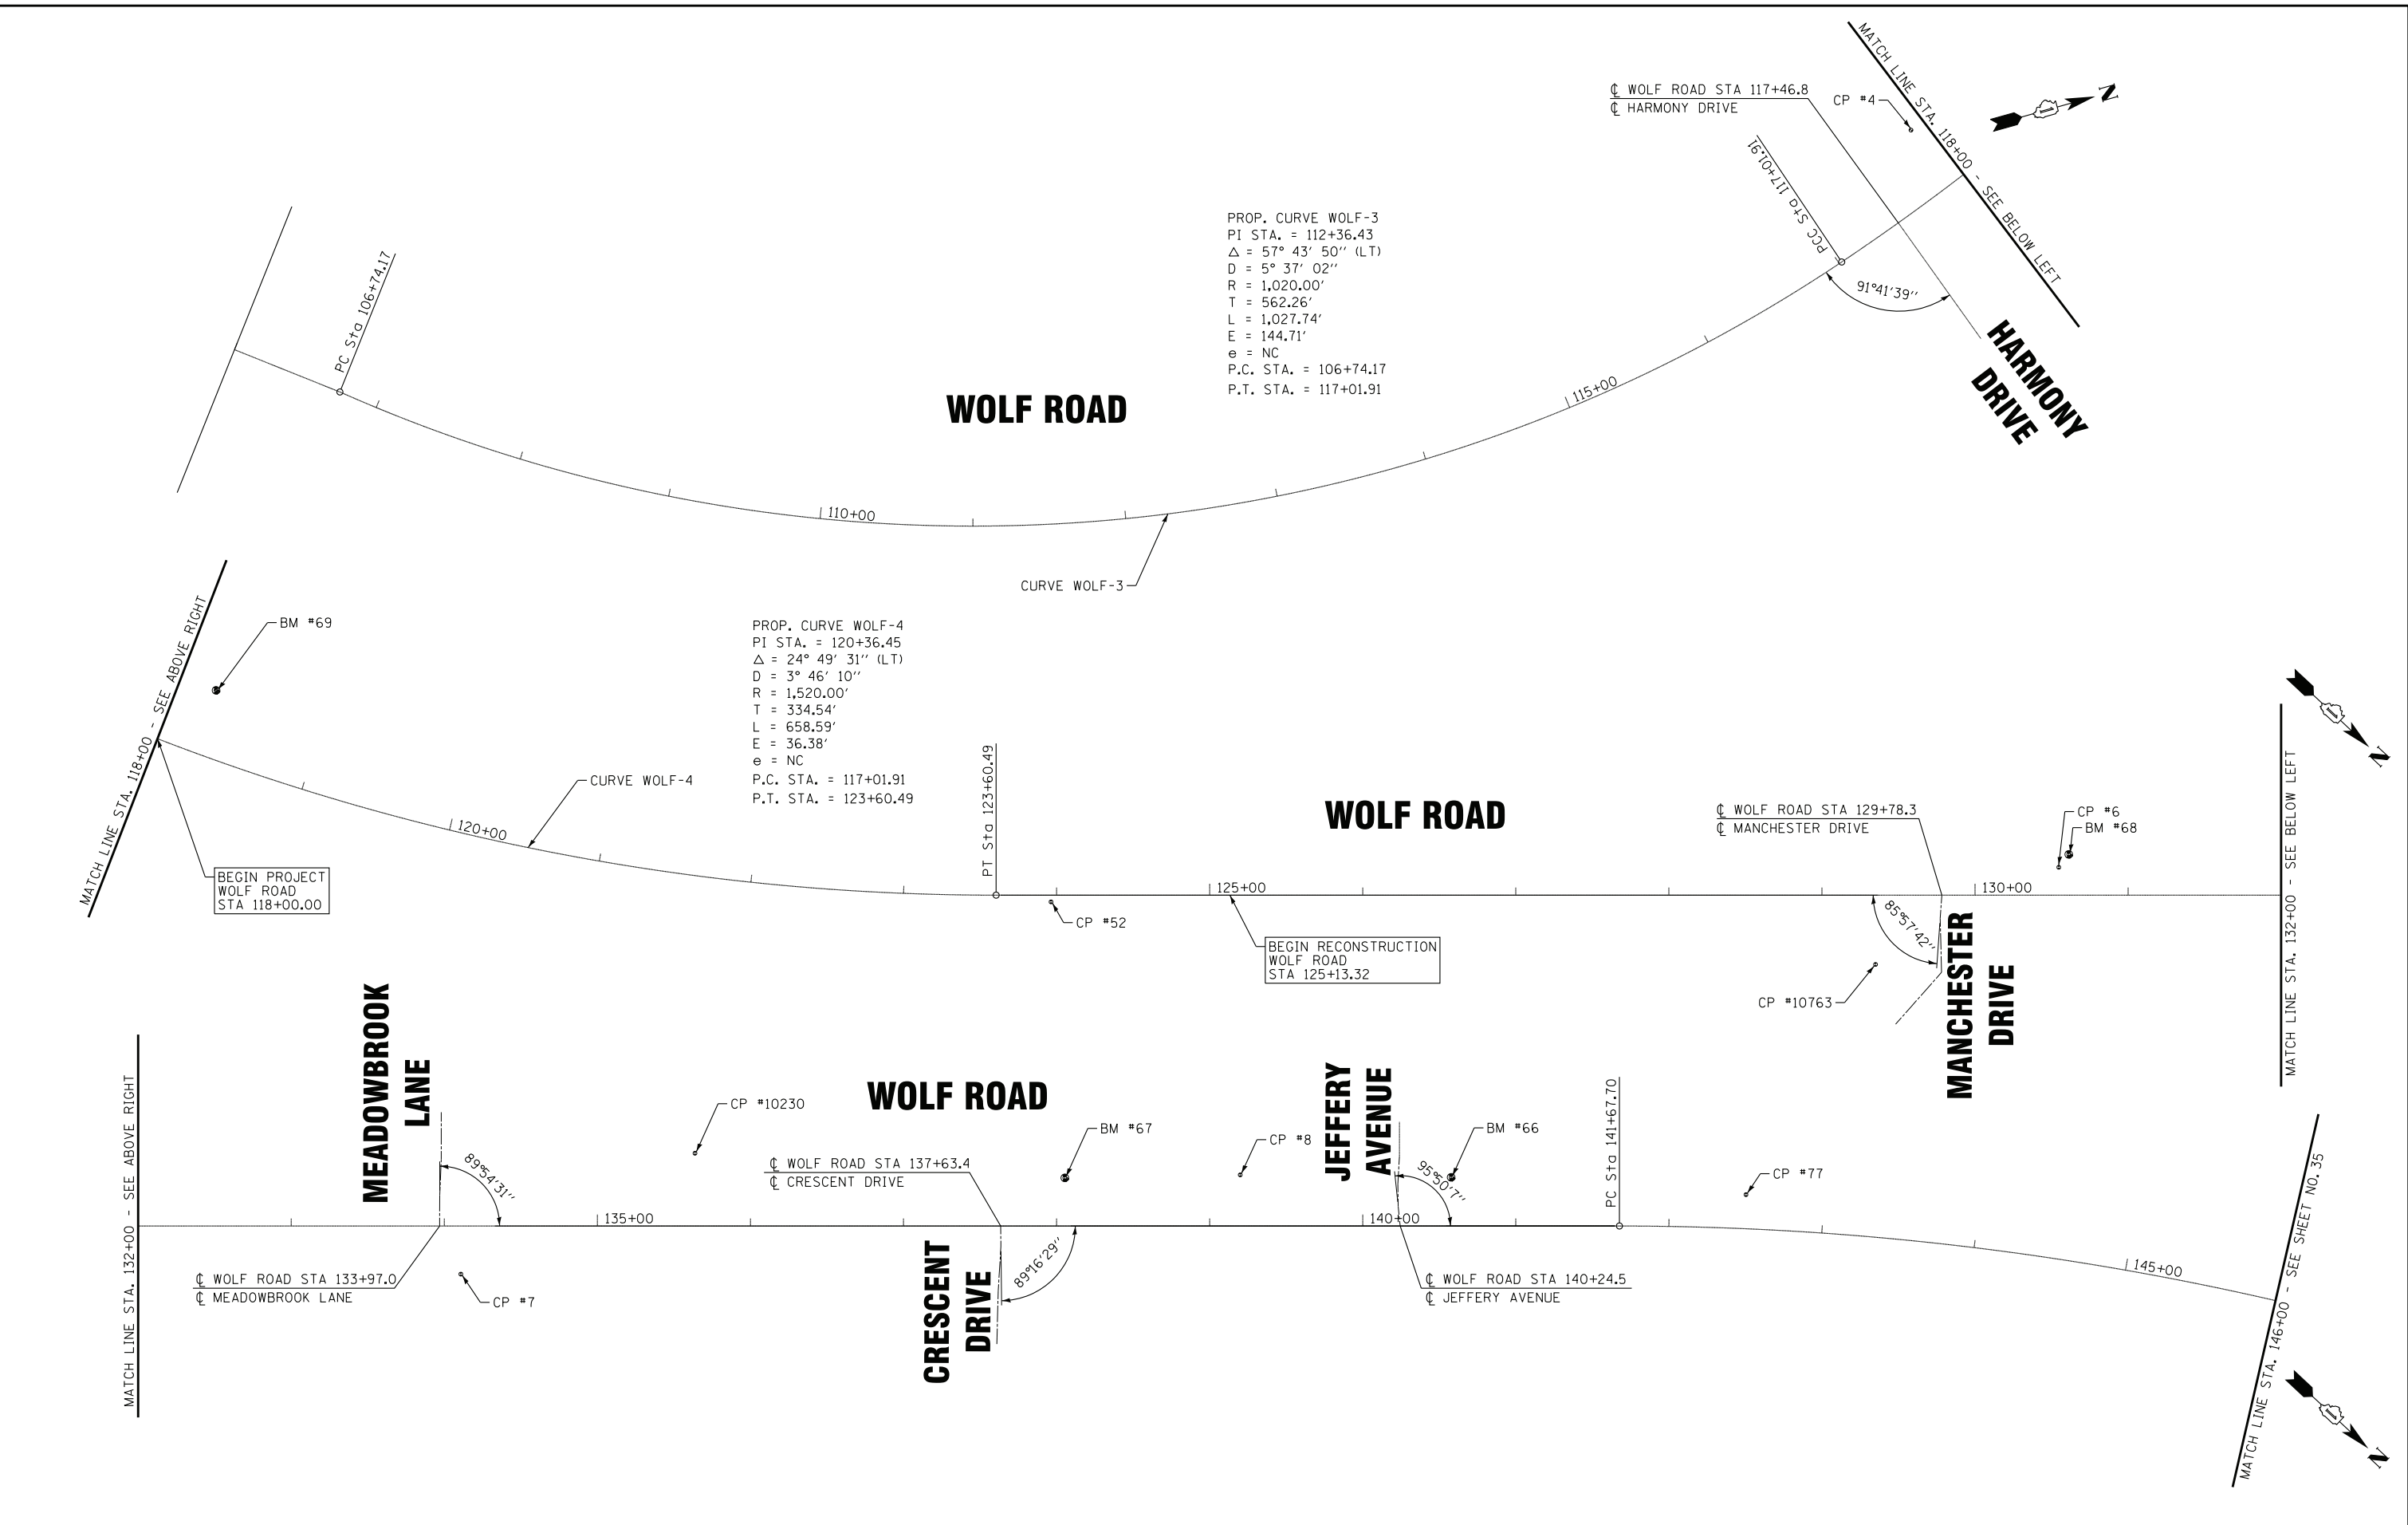 MATCH LINE STA. 118+00 - SEE BELOW LEFT
℄ WOLF ROAD STA 117+46.8
℄ HARMONY DRIVE
CP #4
N
PCC Sta 117+01.91
91°41'39"
HARMONY
DRIVE
PC Sta 106+74.17
PROP. CURVE WOLF-3
PI STA. = 112+36.43
△ = 57° 43' 50" (LT)
D = 5° 37' 02"
R = 1,020.00'
T = 562.26'
L = 1,027.74'
E = 144.71'
e = NC
P.C. STA. = 106+74.17
P.T. STA. = 117+01.91
WOLF ROAD
115+00
110+00
CURVE WOLF-3
MATCH LINE STA. 118+00 - SEE ABOVE RIGHT
BM #69
PROP. CURVE WOLF-4
PI STA. = 120+36.45
△ = 24° 49' 31" (LT)
D = 3° 46' 10"
R = 1,520.00'
T = 334.54'
L = 658.59'
E = 36.38'
e = NC
P.C. STA. = 117+01.91
P.T. STA. = 123+60.49
CURVE WOLF-4
120+00
BEGIN PROJECT
WOLF ROAD
STA 118+00.00
PT Sta 123+60.49
CP #52
125+00
WOLF ROAD
BEGIN RECONSTRUCTION
WOLF ROAD
STA 125+13.32
℄ WOLF ROAD STA 129+78.3
℄ MANCHESTER DRIVE
85°57'42"
CP #10763
MANCHESTER
DRIVE
130+00
CP #6
BM #68
MATCH LINE STA. 132+00 - SEE BELOW LEFT
N
MATCH LINE STA. 132+00 - SEE ABOVE RIGHT
MEADOWBROOK
LANE
89°54'31"
℄ WOLF ROAD STA 133+97.0
℄ MEADOWBROOK LANE
CP #7
135+00
CP #10230
WOLF ROAD
℄ WOLF ROAD STA 137+63.4
℄ CRESCENT DRIVE
CRESCENT
DRIVE
89°16'29"
BM #67
CP #8
JEFFERY
AVENUE
95°50'7"
140+00
BM #66
℄ WOLF ROAD STA 140+24.5
℄ JEFFERY AVENUE
PC Sta 141+67.70
CP #77
145+00
MATCH LINE STA. 146+00 - SEE SHEET NO. 35
N